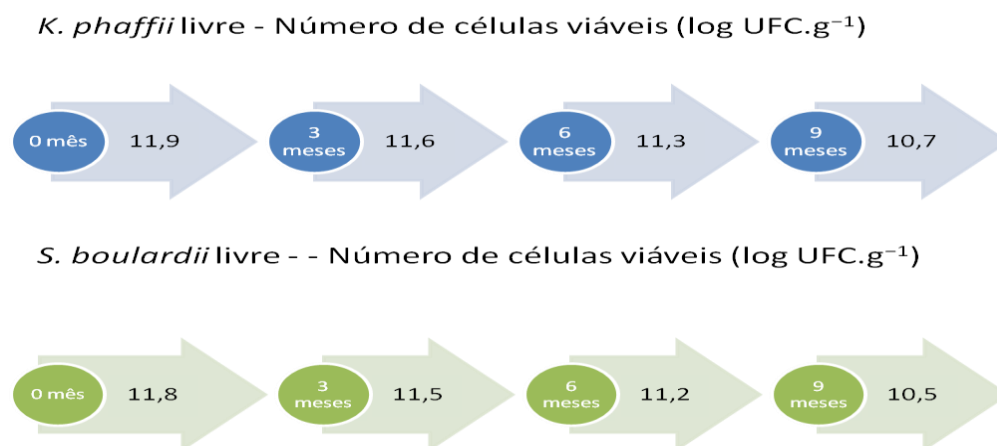 K. phaffii livre - Número de células viáveis (log UFC.g⁻¹)
0 mês 11,9 3 meses 11,6 6 meses 11,3 9 meses 10,7
S. boulardii livre - - Número de células viáveis (log UFC.g⁻¹)
0 mês 11,8 3 meses 11,5 6 meses 11,2 9 meses 10,5